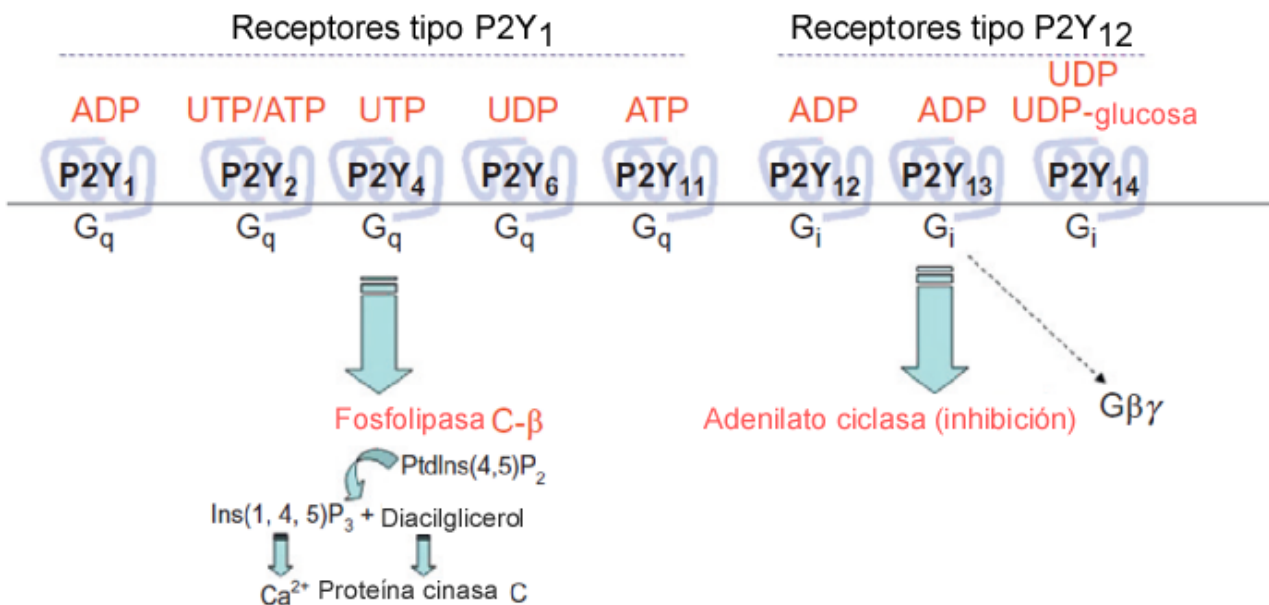 Receptores tipo P2Y1 Receptores tipo P2Y12
UDP
ADP UTP/ATP UTP UDP ATP ADP ADP UDP-glucosa
P2Y1 P2Y2 P2Y4 P2Y6 P2Y11 P2Y12 P2Y13 P2Y14
Gq Gq Gq Gq Gq Gi Gi Gi
Fosfolipasa C-β Adenilato ciclasa (inhibición) Gβγ
PtdIns(4,5)P2
Ins(1, 4, 5)P3 + Diacilglicerol
Ca2+ Proteína cinasa C